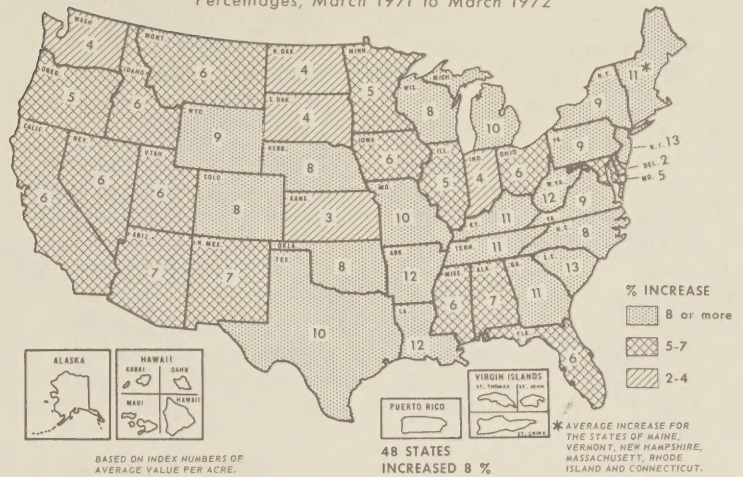 Percentages, March 1971 to March 1972
WASH.
4
MONT.
6
N. DAK.
4
MINN.
5
OREG.
5
IDAHO
6
WYO.
9
S. DAK.
4
WIS.
8
MICH.
10
N.Y.
9
11 *
CALIF.
6
NEV.
6
UTAH
6
COLO.
8
NEBR.
8
IOWA
6
ILL.
5
IND.
4
OHIO
6
PA.
9
N.J. 13
DEL. 2
MD. 5
KANS.
3
MO.
10
KY.
11
W.VA.
12
VA.
9
ARIZ.
7
N. MEX.
7
OKLA.
8
ARK.
12
TENN.
11
N.C.
8
S.C.
13
TEX.
10
LA.
12
MISS.
6
ALA.
7
GA.
11
FLA.
6
% INCREASE
8 or more
5-7
2-4
ALASKA
HAWAII
KAUAI
OAHU
MAUI
HAWAII
PUERTO RICO
VIRGIN ISLANDS
ST. THOMAS
ST. JOHN
ST. CROIX
BASED ON INDEX NUMBERS OF
AVERAGE VALUE PER ACRE.
48 STATES
INCREASED 8 %
* AVERAGE INCREASE FOR
THE STATES OF MAINE,
VERMONT, NEW HAMPSHIRE,
MASSACHUSETT, RHODE
ISLAND AND CONNECTICUT.